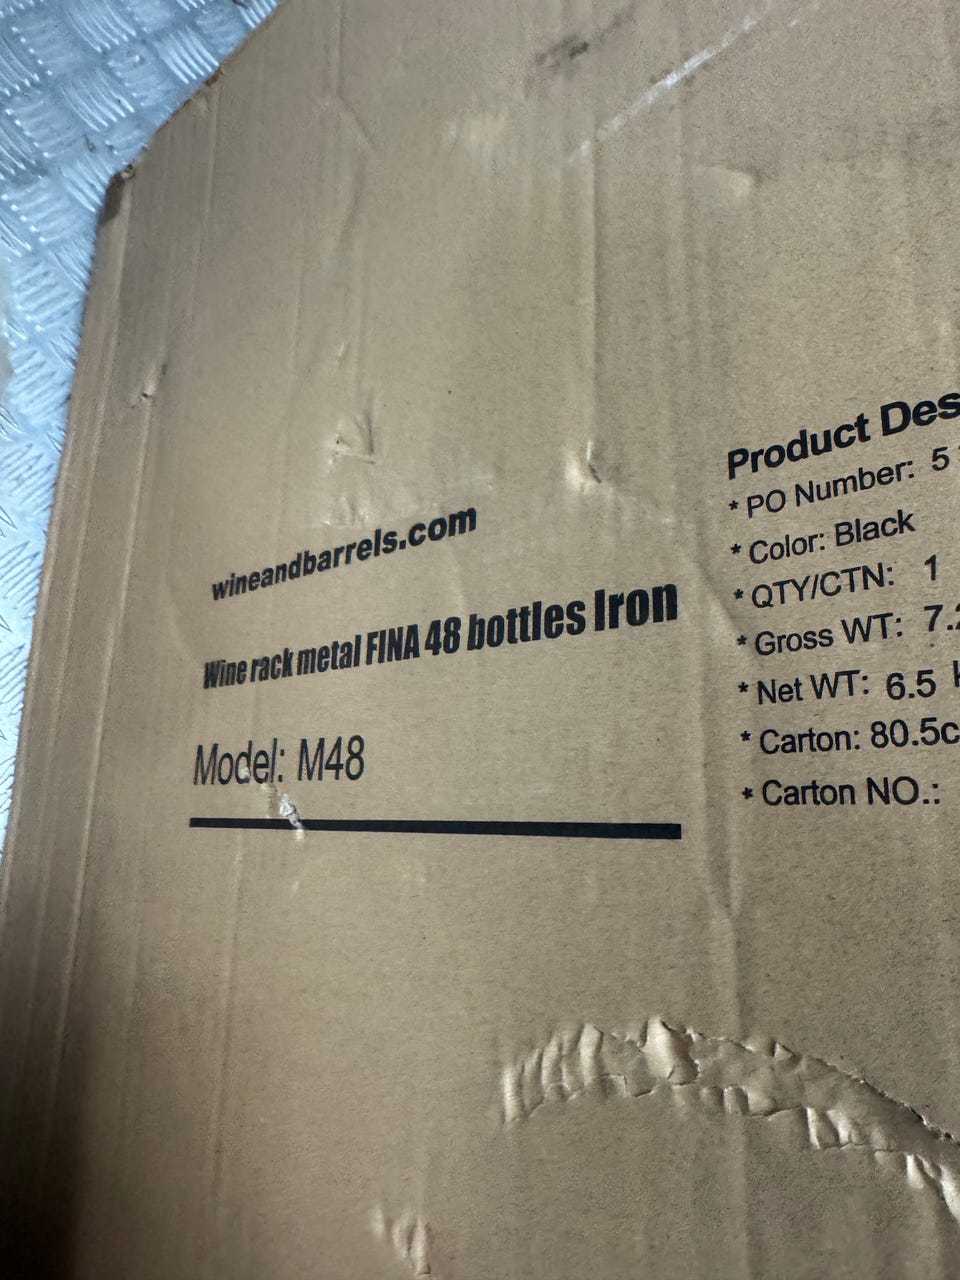 wineandbarrels.com
Wine rack metal FINA 48 bottles Iron
Model: M48
Product Des
* PO Number: 5
* Color: Black
* QTY/CTN: 1
* Gross WT: 7.2
* Net WT: 6.5
* Carton: 80.5c
* Carton NO.: